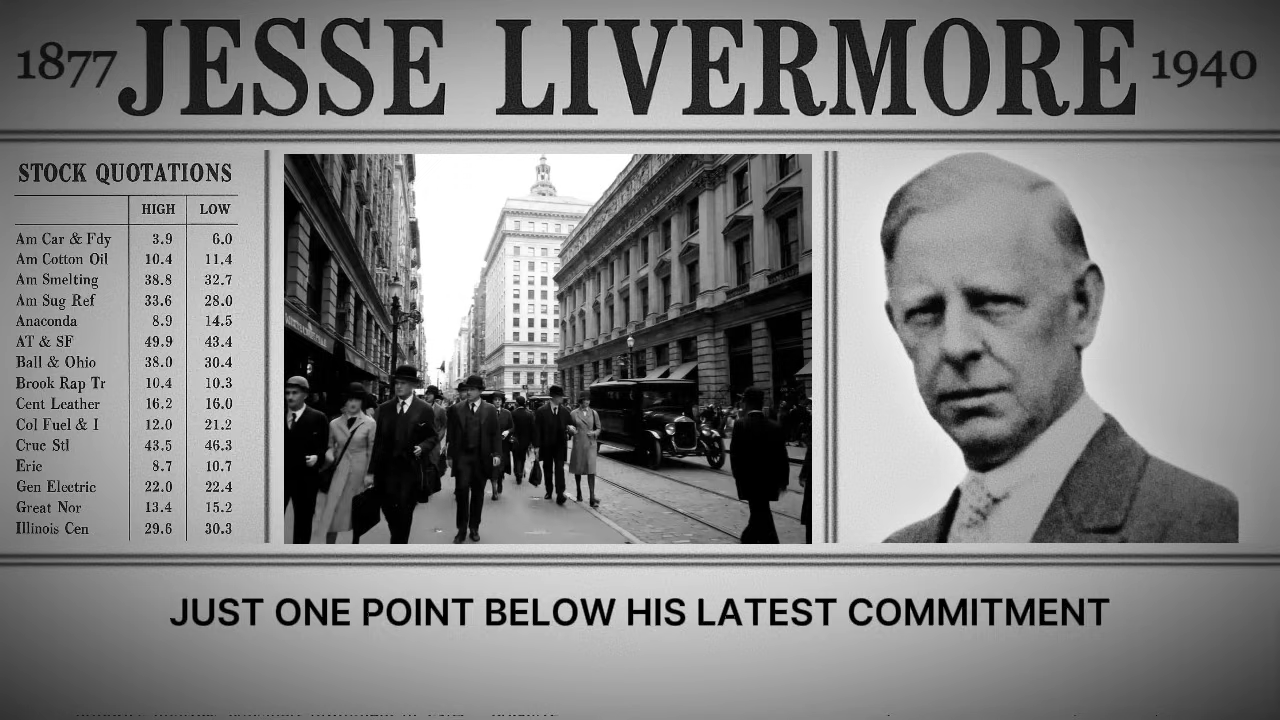 1877 JESSE LIVERMORE 1940
STOCK QUOTATIONS
HIGH LOW
Am Car & Fdy 3.9 6.0
Am Cotton Oil 10.4 11.4
Am Smelting 38.8 32.7
Am Sug Ref 33.6 28.0
Anaconda 8.9 14.5
AT & SF 49.9 43.4
Ball & Ohio 38.0 30.4
Brook Rap Tr 10.4 10.3
Cent Leather 16.2 16.0
Col Fuel & I 12.0 21.2
Cruc Stl 43.5 46.3
Erie 8.7 10.7
Gen Electric 22.0 22.4
Great Nor 13.4 15.2
Illinois Cen 29.6 30.3
JUST ONE POINT BELOW HIS LATEST COMMITMENT